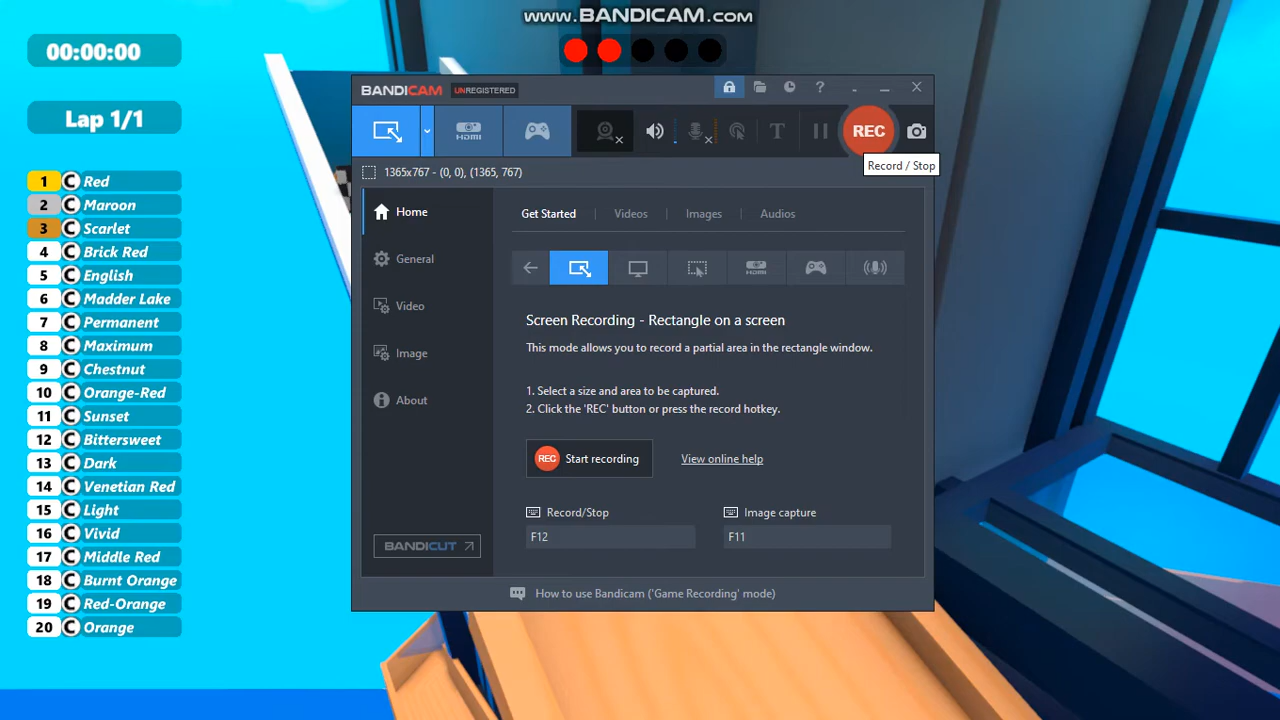 www.BANDICAM.com
00:00:00
Lap 1/1
1 C Red
2 C Maroon
3 C Scarlet
4 C Brick Red
5 C English
6 C Madder Lake
7 C Permanent
8 C Maximum
9 C Chestnut
10 C Orange-Red
11 C Sunset
12 C Bittersweet
13 C Dark
14 C Venetian Red
15 C Light
16 C Vivid
17 C Middle Red
18 C Burnt Orange
19 C Red-Orange
20 C Orange
BANDICAM UNREGISTERED
HDMI
T
REC
Record / Stop
1365x767 - (0, 0), (1365, 767)
Home
General
Video
Image
About
BANDICUT
Get Started
Videos
Images
Audios
HDMI
Screen Recording - Rectangle on a screen
This mode allows you to record a partial area in the rectangle window.
1. Select a size and area to be captured.
2. Click the 'REC' button or press the record hotkey.
REC Start recording
View online help
Record/Stop
F12
Image capture
F11
How to use Bandicam ('Game Recording' mode)